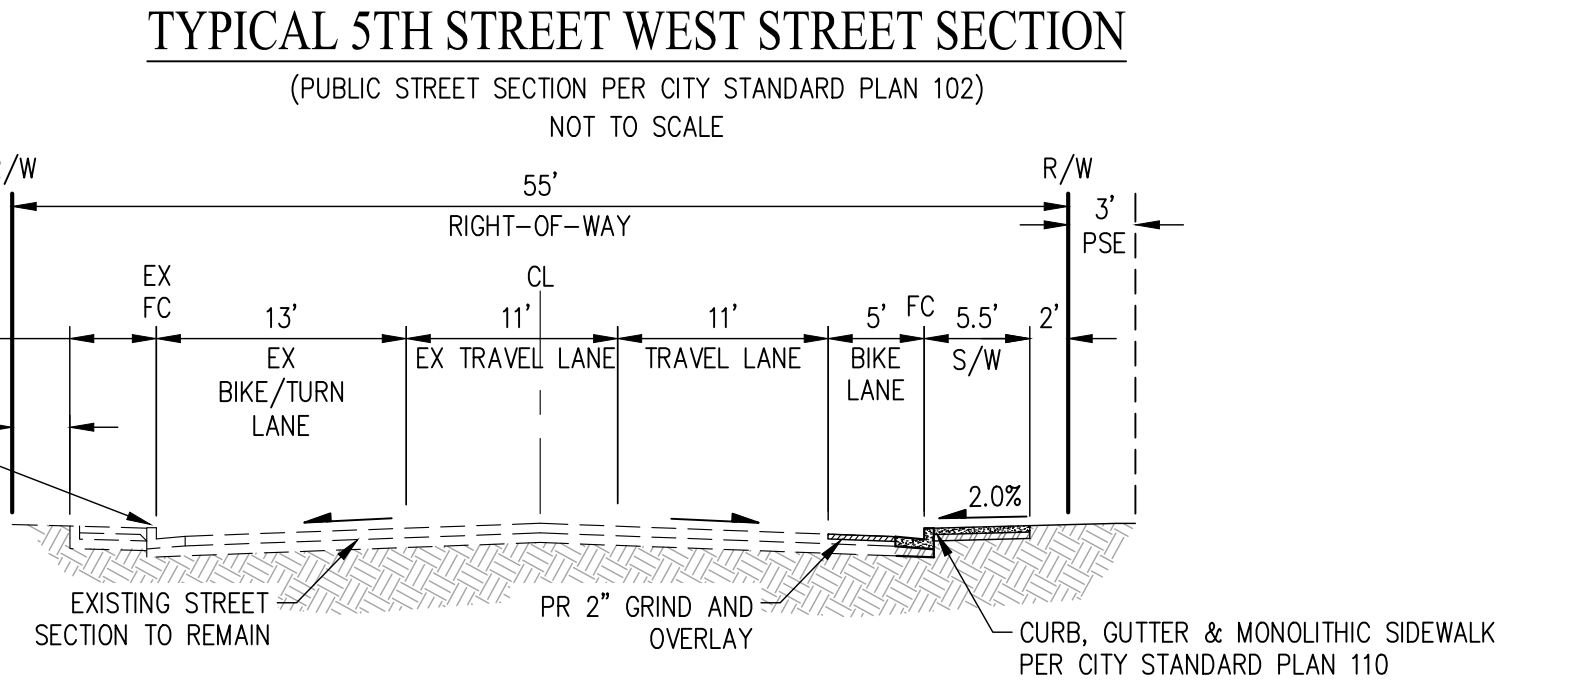 TYPICAL 5TH STREET WEST STREET SECTION
(PUBLIC STREET SECTION PER CITY STANDARD PLAN 102)
NOT TO SCALE
/W
R/W
55'
3'
RIGHT-OF-WAY
PSE
EX
FC
CL
13'
11'
11'
5'
FC
5.5'
2'
EX
BIKE/TURN
LANE
EX TRAVEL LANE
TRAVEL LANE
BIKE
LANE
S/W
2.0%
EXISTING STREET
SECTION TO REMAIN
PR 2" GRIND AND
OVERLAY
CURB, GUTTER & MONOLITHIC SIDEWALK
PER CITY STANDARD PLAN 110